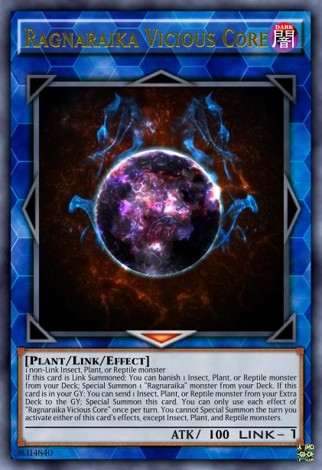 Ragnaraika Vicious Core
DARK
闇
[Plant/Link/Effect]
1 non-Link Insect, Plant, or Reptile monster
If this card is Link Summoned: You can banish 1 Insect, Plant, or Reptile monster
from your Deck; Special Summon 1 "Ragnaraika" monster from your Deck. If this
card is in your GY: You can send 1 Insect, Plant, or Reptile monster from your Extra
Deck to the GY; Special Summon this card. You can only use each effect of
"Ragnaraika Vicious Core" once per turn. You cannot Special Summon the turn you
activate either of this card's effects, except Insect, Plant, and Reptile monsters.
ATK/ 100 LINK-1
38314840